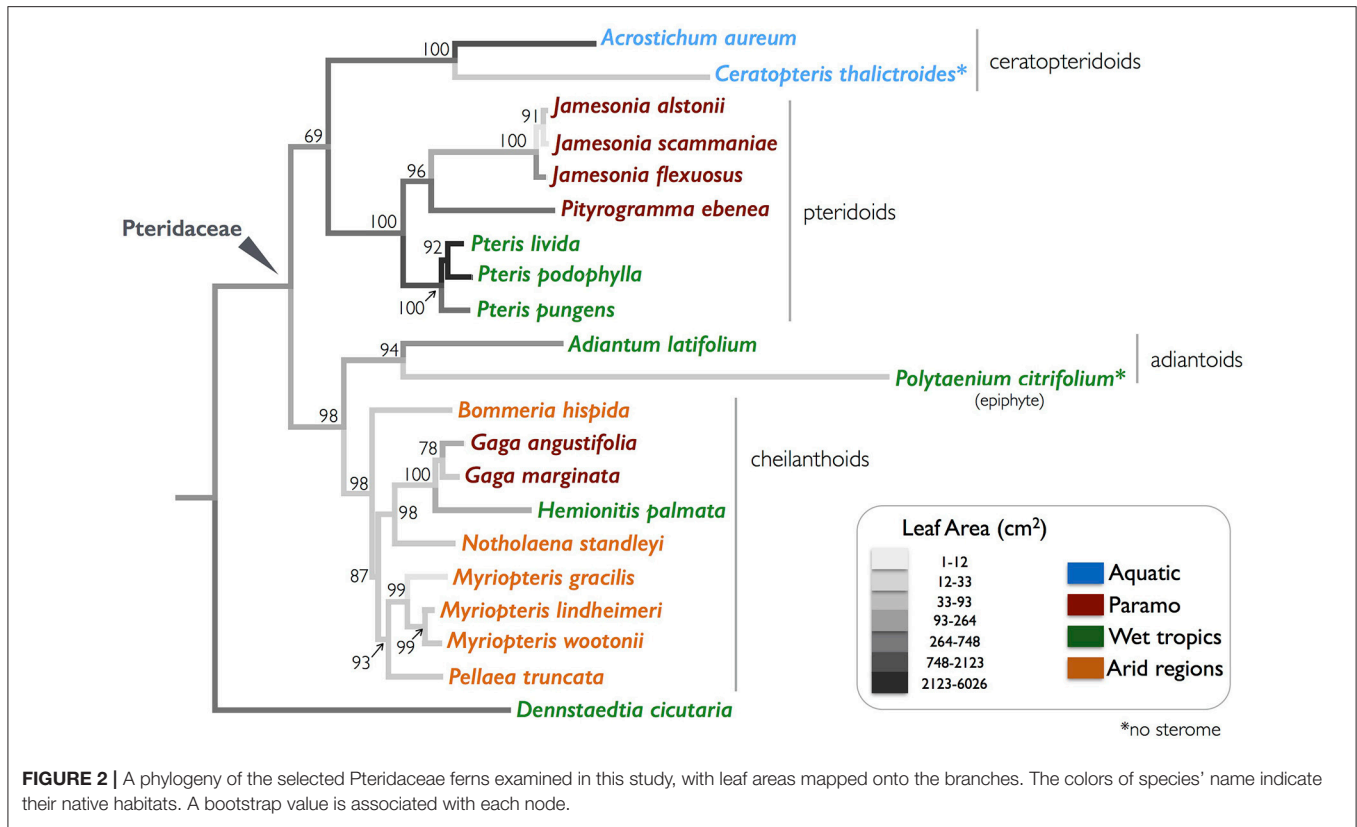 100
Acrostichum aureum
Ceratopteris thalictroides*
ceratopteridoids
69
91
Jamesonia alstonii
100
Jamesonia scammaniae
Jamesonia flexuosus
96
Pityrogramma ebenea
pteridoids
100
Pteridaceae
92
Pteris livida
Pteris podophylla
100
Pteris pungens
94
Adiantum latifolium
adiantoids
Polytaenium citrifolium*
(epiphyte)
98
Bommeria hispida
78
Gaga angustifolia
cheilanthoids
98
100
Gaga marginata
98
Hemionitis palmata
Notholaena standleyi
87
99
Myriopteris gracilis
Myriopteris lindheimeri
99
Myriopteris wootonii
93
Pellaea truncata
Dennstaedtia cicutaria
Leaf Area (cm²)
1-12
12-33
33-93
93-264
264-748
748-2123
2123-6026
Aquatic
Paramo
Wet tropics
Arid regions
*no sterome
FIGURE 2 | A phylogeny of the selected Pteridaceae ferns examined in this study, with leaf areas mapped onto the branches. The colors of species' name indicate
their native habitats. A bootstrap value is associated with each node.